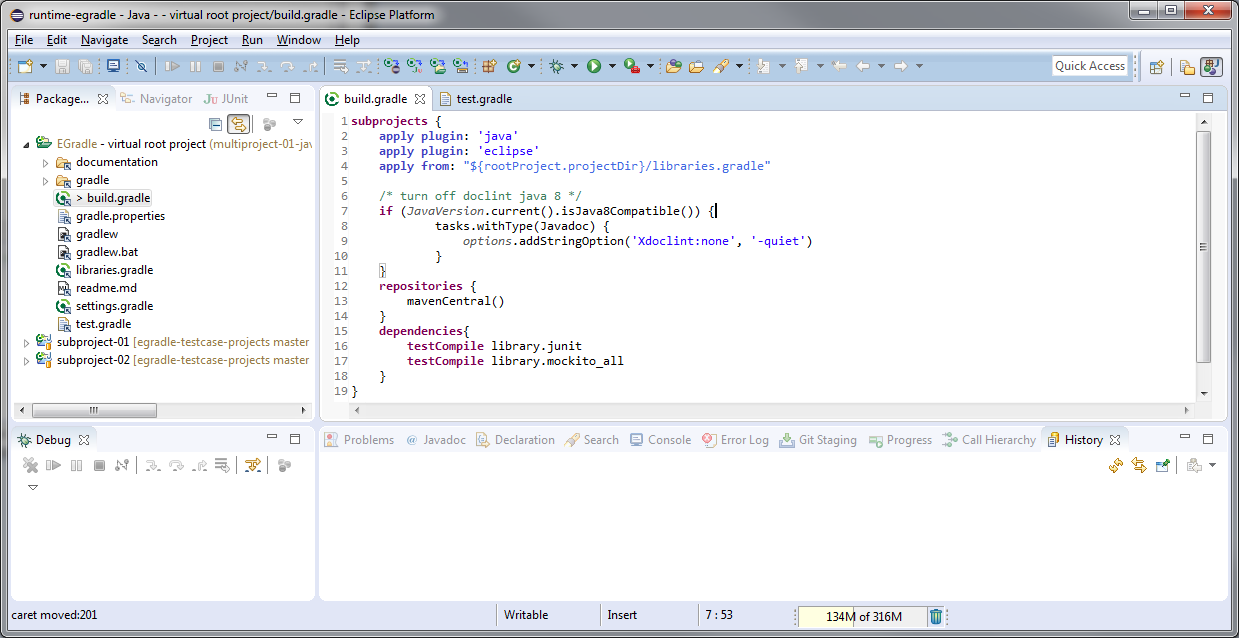 runtime-egradle - Java - - virtual root project/build.gradle - Eclipse Platform
File Edit Navigate Search Project Run Window Help
Quick Access
Package... Navigator JUnit
EGradle - virtual root project (multiproject-01-jav
documentation
gradle
> build.gradle
gradle.properties
gradlew
gradlew.bat
libraries.gradle
readme.md
settings.gradle
test.gradle
subproject-01 [egradle-testcase-projects master
subproject-02 [egradle-testcase-projects master
build.gradle test.gradle
1 subprojects {
2 apply plugin: 'java'
3 apply plugin: 'eclipse'
4 apply from: "${rootProject.projectDir}/libraries.gradle"
5
6 /* turn off doclint java 8 */
7 if (JavaVersion.current().isJava8Compatible()) {
8 tasks.withType(Javadoc) {
9 options.addStringOption('Xdoclint:none', '-quiet')
10 }
11 }
12 repositories {
13 mavenCentral()
14 }
15 dependencies{
16 testCompile library.junit
17 testCompile library.mockito_all
18 }
19 }
Debug
Problems @ Javadoc Declaration Search Console Error Log Git Staging Progress Call Hierarchy History
caret moved:201 Writable Insert 7 : 53 134M of 316M